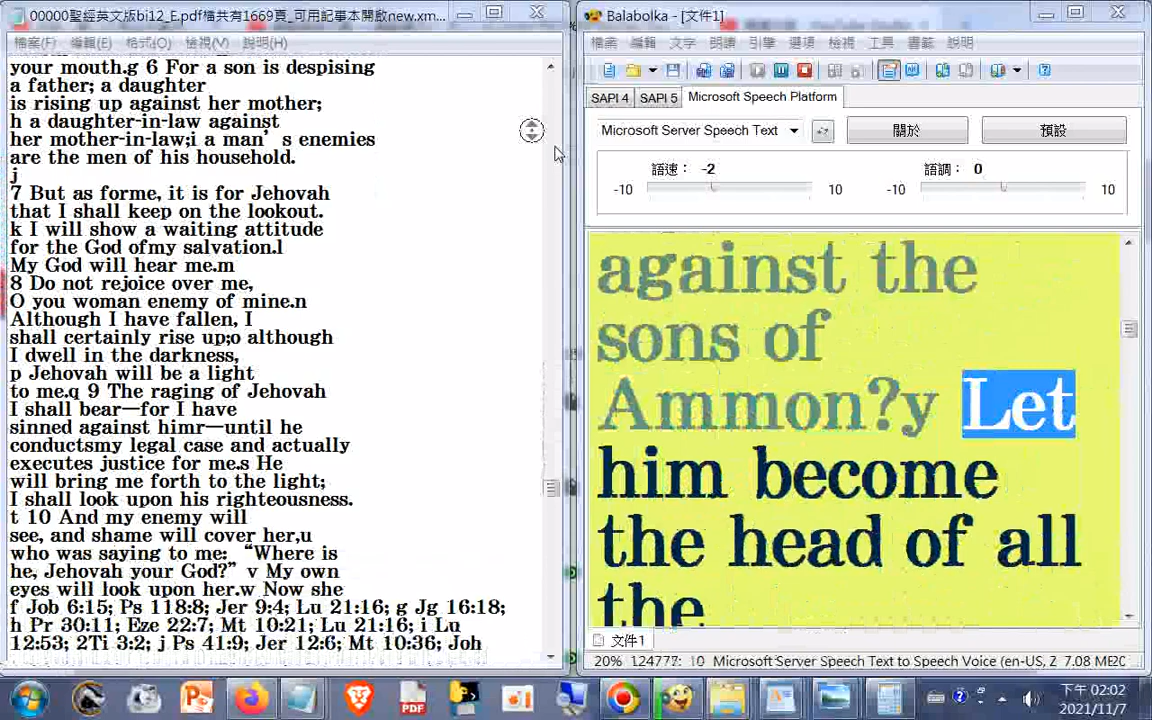 00000聖經英文版bi12_E.pdf檔共有1669頁_可用記事本開啟new.xm...
檔案(F) 編輯(E) 格式(O) 檢視(V) 說明(H)
your mouth.g 6 For a son is despising
a father; a daughter
is rising up against her mother;
h a daughter-in-law against
her mother-in-law;i a man’s enemies
are the men of his household.
j
7 But as forme, it is for Jehovah
that I shall keep on the lookout.
k I will show a waiting attitude
for the God ofmy salvation.l
My God will hear me.m
8 Do not rejoice over me,
O you woman enemy of mine.n
Although I have fallen, I
shall certainly rise up;o although
I dwell in the darkness,
p Jehovah will be a light
to me.q 9 The raging of Jehovah
I shall bear—for I have
sinned against himr—until he
conductsmy legal case and actually
executes justice for me.s He
will bring me forth to the light;
I shall look upon his righteousness.
t 10 And my enemy will
see, and shame will cover her,u
who was saying to me: “Where is
he, Jehovah your God?” v My own
eyes will look upon her.w Now she
f Job 6:15; Ps 118:8; Jer 9:4; Lu 21:16; g Jg 16:18;
h Pr 30:11; Eze 22:7; Mt 10:21; Lu 21:16; i Lu
12:53; 2Ti 3:2; j Ps 41:9; Jer 12:6; Mt 10:36; Joh
Balabolka - [文件1]
檔案 編輯 文字 朗讀 引擎 選項 檢視 工具 書籤 說明
SAPI 4 SAPI 5 Microsoft Speech Platform
Microsoft Server Speech Text 關於 預設
語速： -2 語調： 0
-10 10 -10 10
against the
sons of
Ammon?y Let
him become
the head of all
the
文件1
20% 124777: 10 Microsoft Server Speech Text to Speech Voice (en-US, Z 7.08 ME
PDF
下午 02:02
2021/11/7